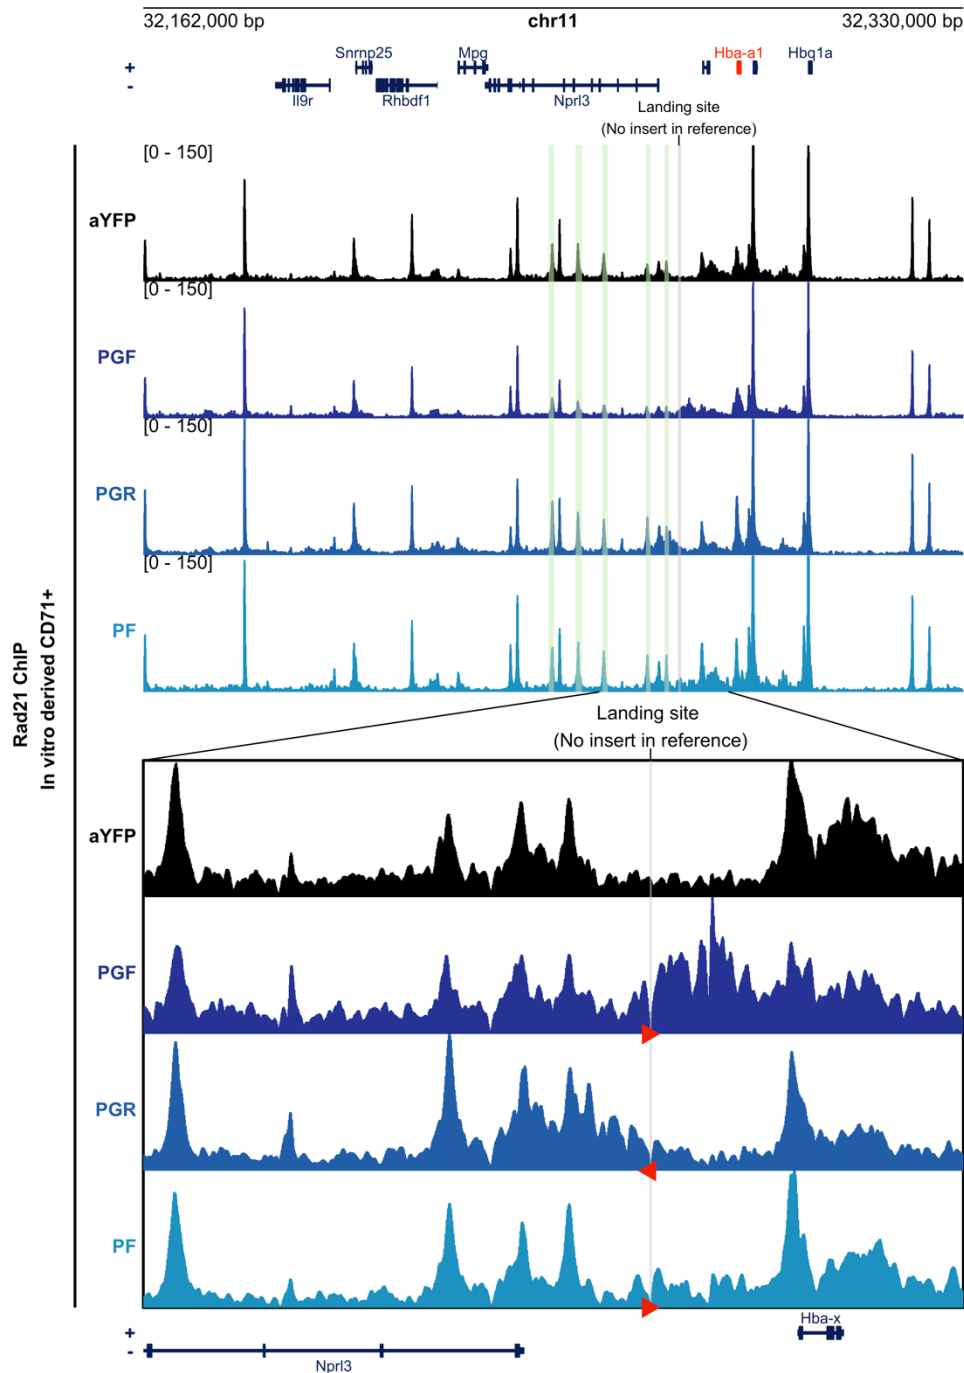 32,162,000 bp chr11 32,330,000 bp
Snrnp25 Mpg Hba-a1 Hbq1a
+
-
Il9r Rhbdf1 Nprl3
Landing site
(No insert in reference)
[0 - 150]
aYFP
[0 - 150]
PGF
[0 - 150]
PGR
[0 - 150]
PF
Rad21 ChIP
In vitro derived CD71+
Landing site
(No insert in reference)
aYFP
PGF
PGR
PF
Hba-x
+
-
Nprl3